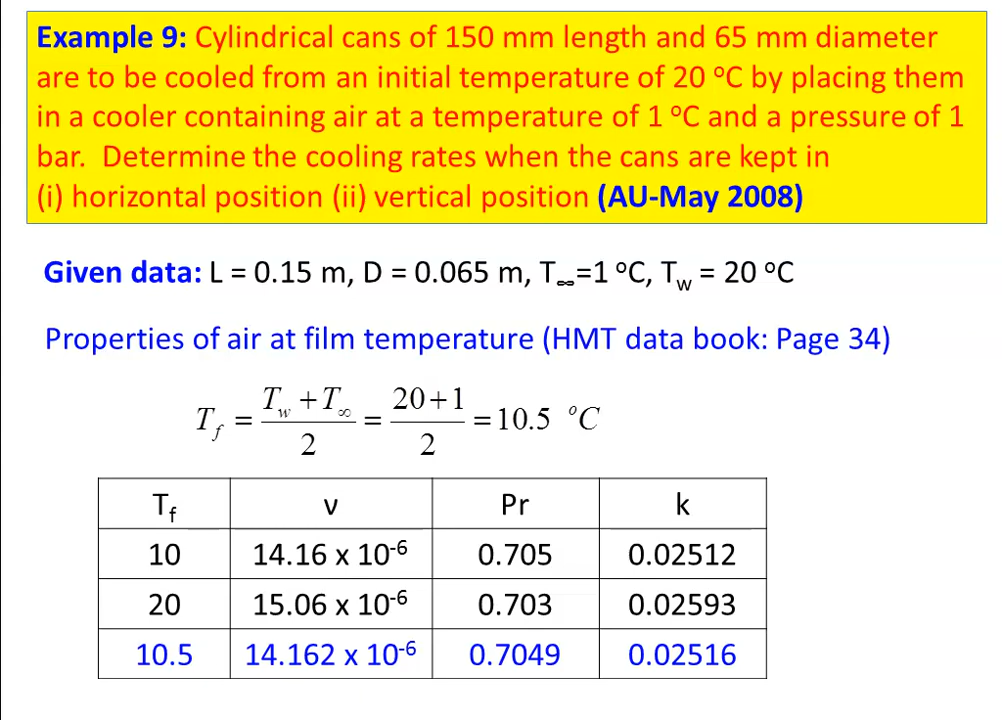 Example 9: Cylindrical cans of 150 mm length and 65 mm diameter
are to be cooled from an initial temperature of 20 °C by placing them
in a cooler containing air at a temperature of 1 °C and a pressure of 1
bar. Determine the cooling rates when the cans are kept in
(i) horizontal position (ii) vertical position (AU-May 2008)
Given data: L = 0.15 m, D = 0.065 m, T∞=1 °C, Tw = 20 °C
Properties of air at film temperature (HMT data book: Page 34)
Tf = (Tw + T∞)/2 = (20+1)/2 = 10.5 °C
Tf ν Pr k
10 14.16 x 10⁻⁶ 0.705 0.02512
20 15.06 x 10⁻⁶ 0.703 0.02593
10.5 14.162 x 10⁻⁶ 0.7049 0.02516